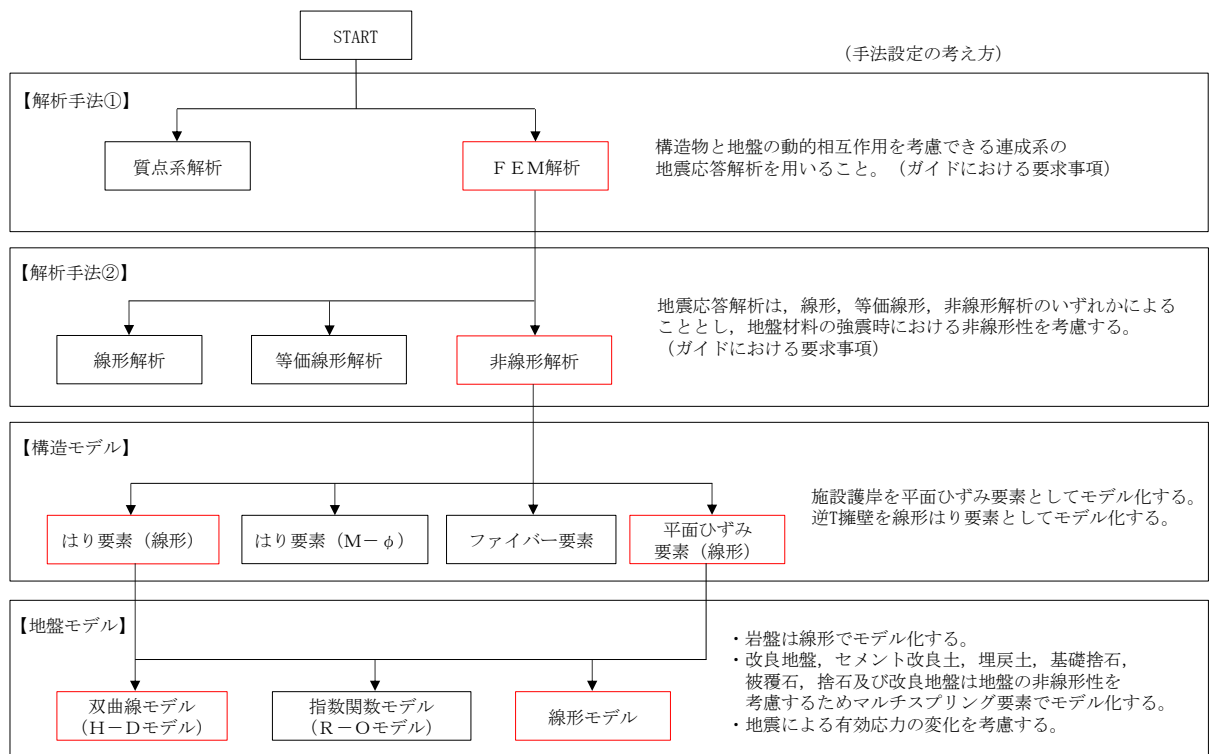 START
(手法設定の考え方)
【解析手法①】
質点系解析
ＦＥＭ解析
構造物と地盤の動的相互作用を考慮できる連成系の
地震応答解析を用いること。（ガイドにおける要求事項）
【解析手法②】
線形解析
等価線形解析
非線形解析
地震応答解析は，線形，等価線形，非線形解析のいずれかによる
こととし，地盤材料の強震時における非線形性を考慮する。
（ガイドにおける要求事項）
【構造モデル】
はり要素（線形）
はり要素（Ｍ－φ）
ファイバー要素
平面ひずみ
要素（線形）
施設護岸を平面ひずみ要素としてモデル化する。
逆T擁壁を線形はり要素としてモデル化する。
【地盤モデル】
双曲線モデル
（Ｈ－Ｄモデル）
指数関数モデル
（Ｒ－Ｏモデル）
線形モデル
・岩盤は線形でモデル化する。
・改良地盤，セメント改良土，埋戻土，基礎捨石，
被覆石，捨石及び改良地盤は地盤の非線形性を
考慮するためマルチスプリング要素でモデル化する。
・地震による有効応力の変化を考慮する。